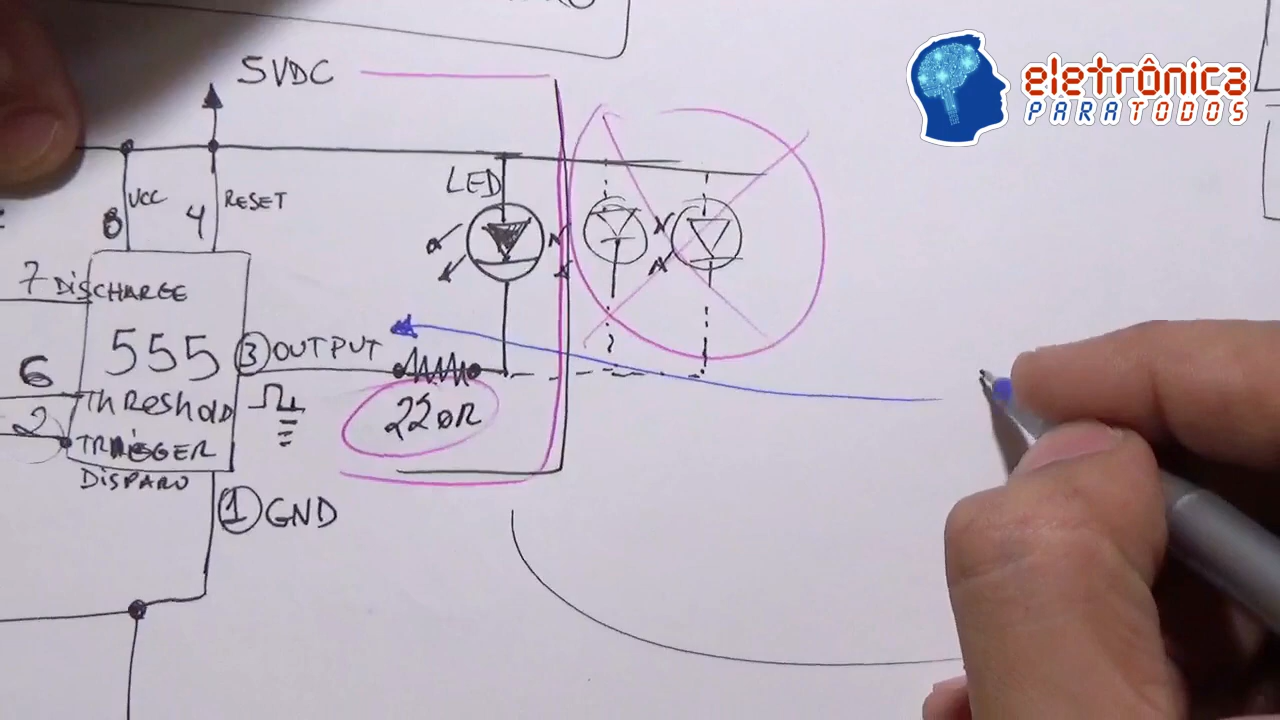 5VDC
eletrônica
PARATODOS
LED
VCC
RESET
8
4
7 DISCHARGE
555
3 OUTPUT
6
THRESHOLD
220R
2
TRIGGER
DISPARO
1 GND